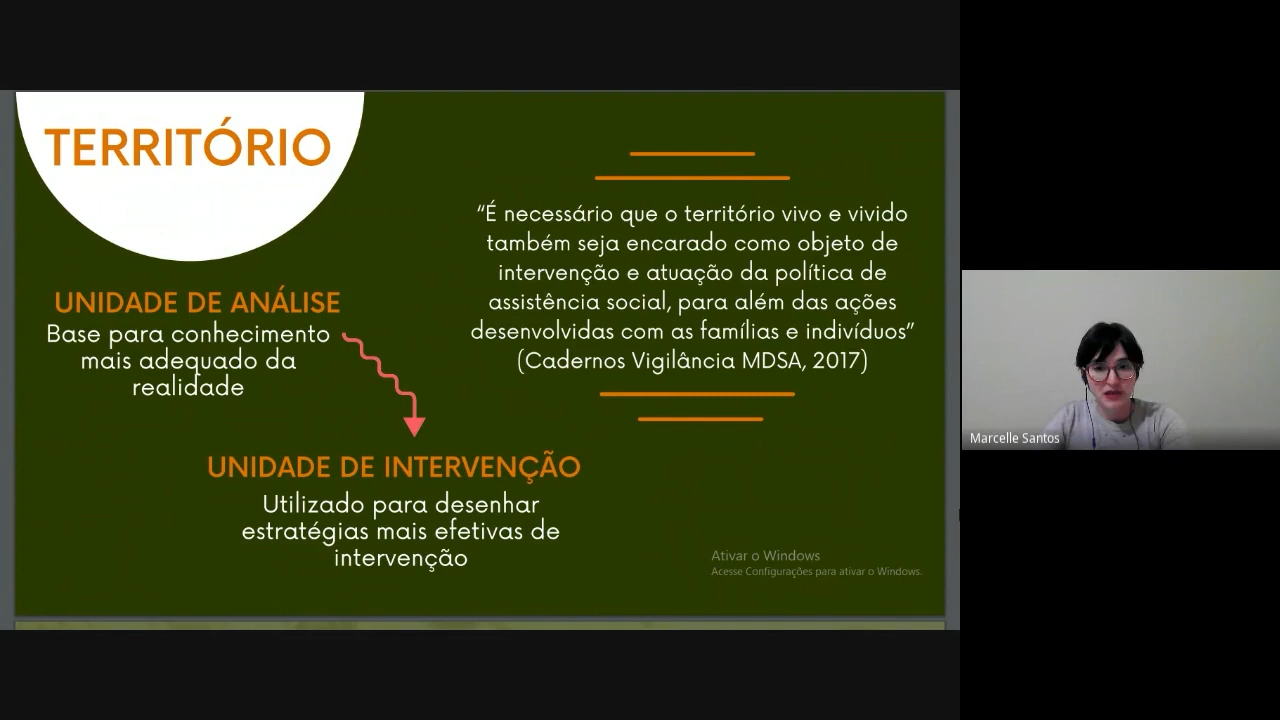 TERRITÓRIO
UNIDADE DE ANÁLISE
Base para conhecimento
mais adequado da
realidade
UNIDADE DE INTERVENÇÃO
Utilizado para desenhar
estratégias mais efetivas de
intervenção
“É necessário que o território vivo e vivido
também seja encarado como objeto de
intervenção e atuação da política de
assistência social, para além das ações
desenvolvidas com as famílias e indivíduos”
(Cadernos Vigilância MDSA, 2017)
Ativar o Windows
Acesse Configurações para ativar o Windows.
Marcelle Santos